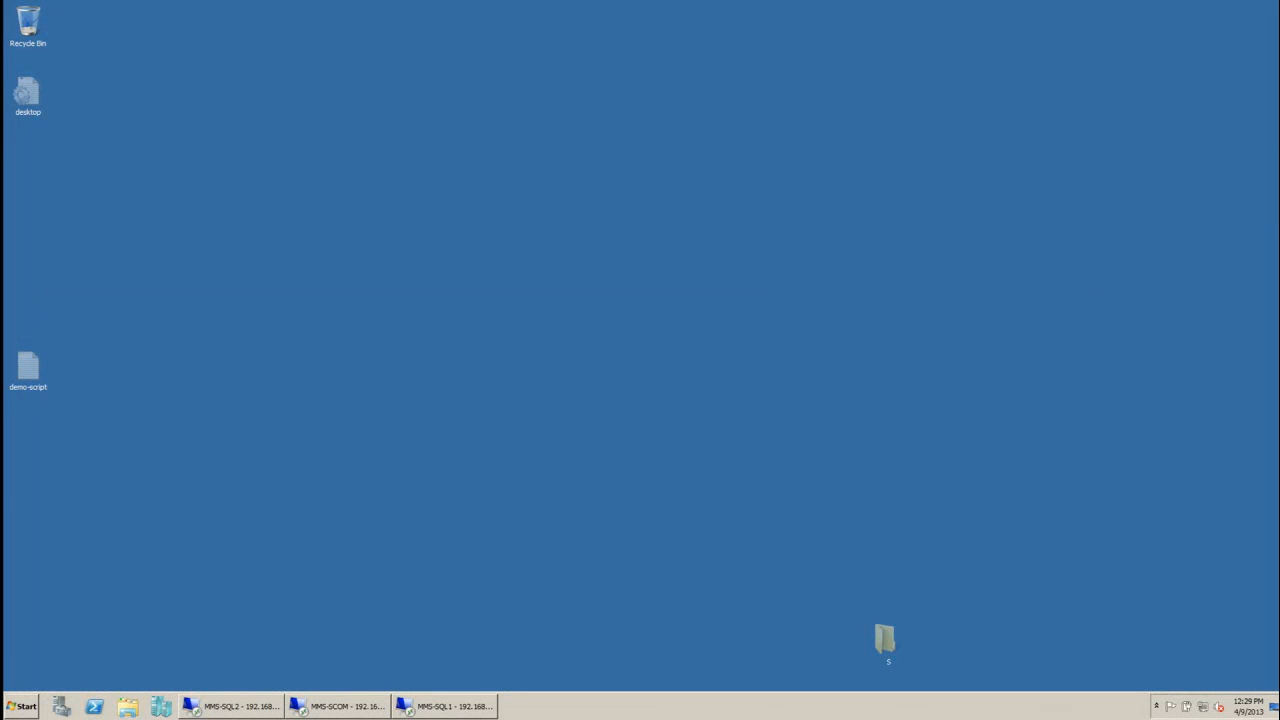 Recycle Bin
desktop
demo-script
S
Start
MMS-SQL2 - 192.168...
MMS-SCOM - 192.16...
MMS-SQL1 - 192.168...
12:29 PM
4/9/2013